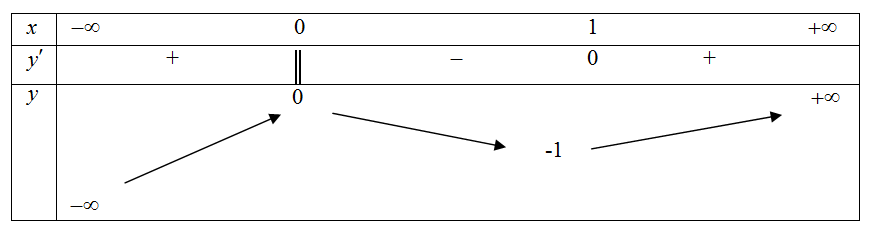 x −∞ 0 1 +∞
y′ + − 0 +
y 0 +∞
-1
−∞